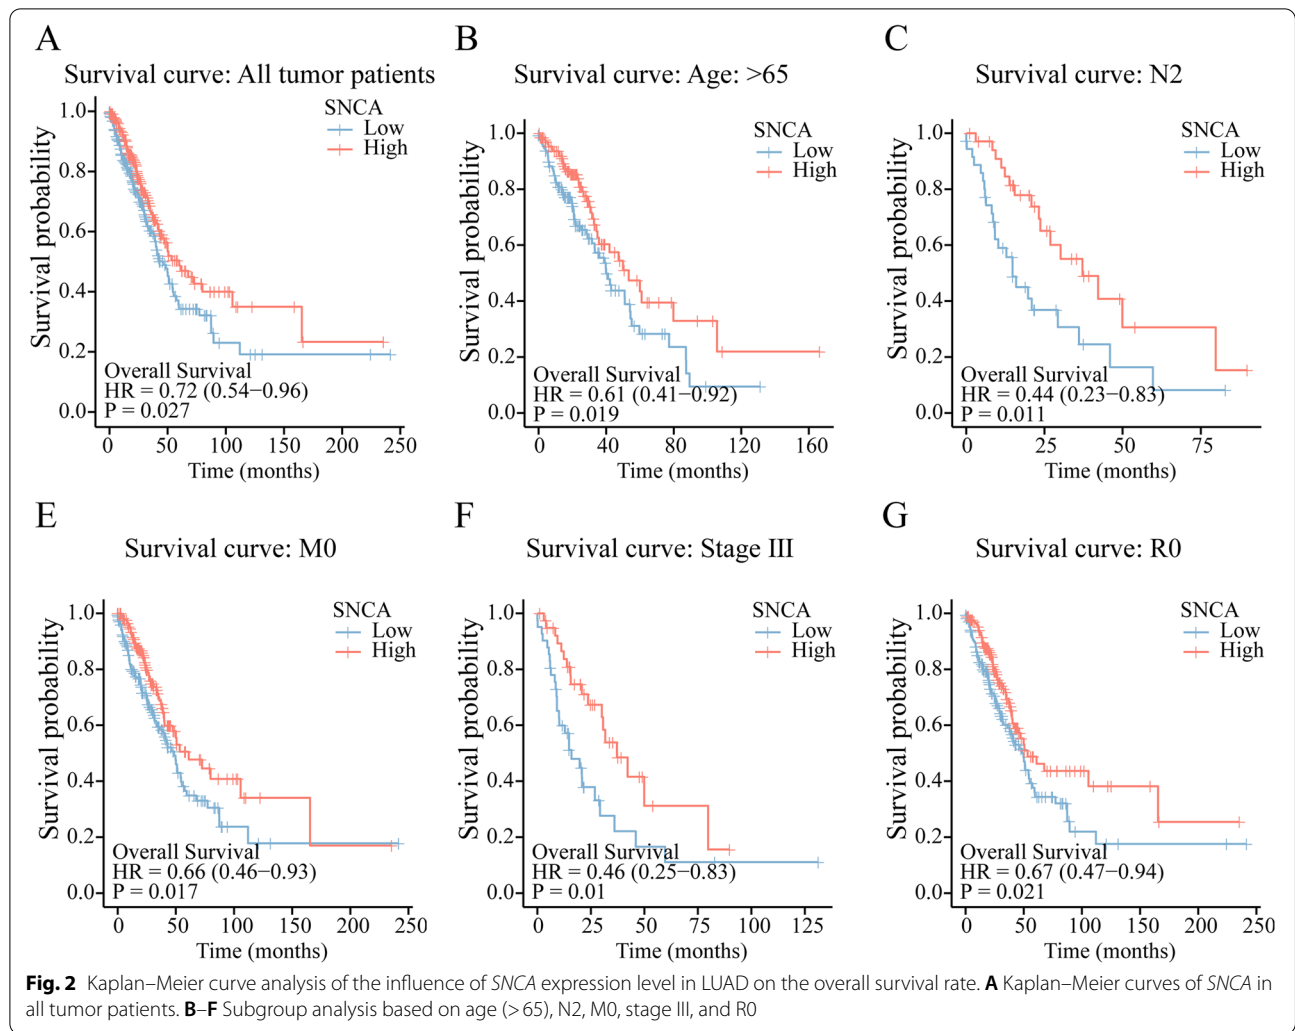 A
Survival curve: All tumor patients
SNCA
Low
High
Survival probability
1.0
0.8
0.6
0.4
0.2
0.0
Overall Survival
HR = 0.72 (0.54−0.96)
P = 0.027
0 50 100 150 200 250
Time (months)
B
Survival curve: Age: >65
SNCA
Low
High
Survival probability
1.0
0.8
0.6
0.4
0.2
0.0
Overall Survival
HR = 0.61 (0.41−0.92)
P = 0.019
0 40 80 120 160
Time (months)
C
Survival curve: N2
SNCA
Low
High
Survival probability
1.0
0.8
0.6
0.4
0.2
0.0
Overall Survival
HR = 0.44 (0.23−0.83)
P = 0.011
0 25 50 75
Time (months)
E
Survival curve: M0
SNCA
Low
High
Survival probability
1.0
0.8
0.6
0.4
0.2
0.0
Overall Survival
HR = 0.66 (0.46−0.93)
P = 0.017
0 50 100 150 200 250
Time (months)
F
Survival curve: Stage III
SNCA
Low
High
Survival probability
1.0
0.8
0.6
0.4
0.2
0.0
Overall Survival
HR = 0.46 (0.25−0.83)
P = 0.01
0 25 50 75 100 125
Time (months)
G
Survival curve: R0
SNCA
Low
High
Survival probability
1.0
0.8
0.6
0.4
0.2
0.0
Overall Survival
HR = 0.67 (0.47−0.94)
P = 0.021
0 50 100 150 200 250
Time (months)
Fig. 2 Kaplan–Meier curve analysis of the influence of SNCA expression level in LUAD on the overall survival rate. A Kaplan–Meier curves of SNCA in
all tumor patients. B–F Subgroup analysis based on age (> 65), N2, M0, stage III, and R0